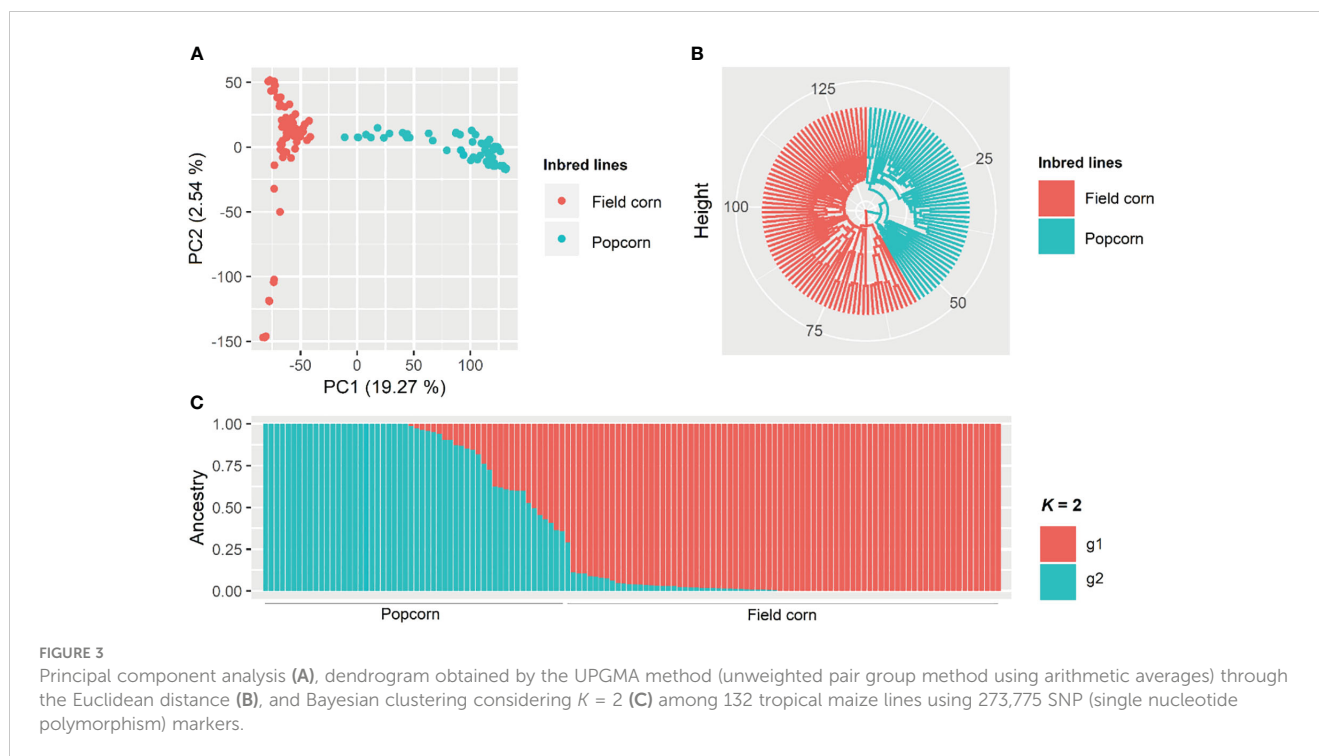 A
50
0
-50
-100
-150
PC2 (2.54 %)
-50
0
50
100
PC1 (19.27 %)
Inbred lines
Field corn
Popcorn
B
125
25
100
50
75
Height
Inbred lines
Field corn
Popcorn
C
1.00
0.75
0.50
0.25
0.00
Ancestry
Popcorn
Field corn
K = 2
g1
g2
FIGURE 3
Principal component analysis (A), dendrogram obtained by the UPGMA method (unweighted pair group method using arithmetic averages) through
the Euclidean distance (B), and Bayesian clustering considering K = 2 (C) among 132 tropical maize lines using 273,775 SNP (single nucleotide
polymorphism) markers.